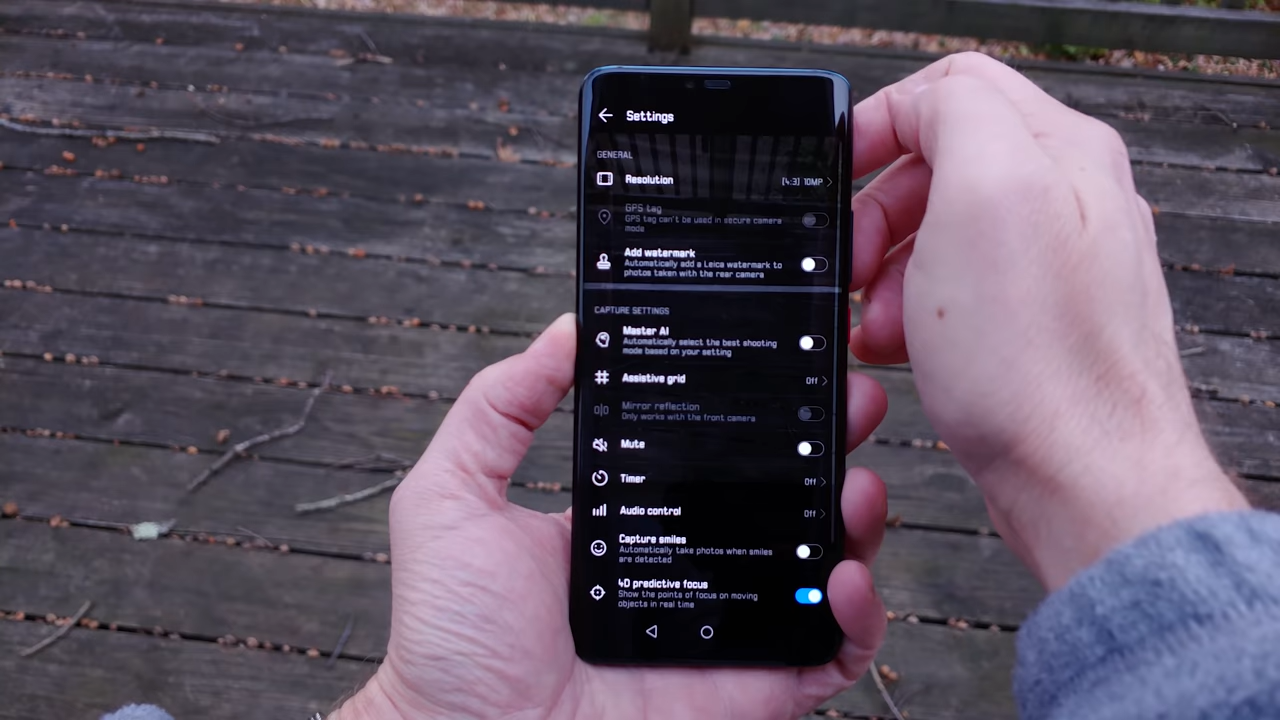 Settings
GENERAL
Resolution
[4:3] 10MP
GPS tag
GPS tag can't be used in secure camera
mode
Add watermark
Automatically add a Leica watermark to
photos taken with the rear camera
CAPTURE SETTINGS
Master AI
Automatically select the best shooting
mode based on your setting
Assistive grid
Off
Mirror reflection
Only works with the front camera
Mute
Timer
Off
Audio control
Off
Capture smiles
Automatically take photos when smiles
are detected
4D predictive focus
Show the points of focus on moving
objects in real time